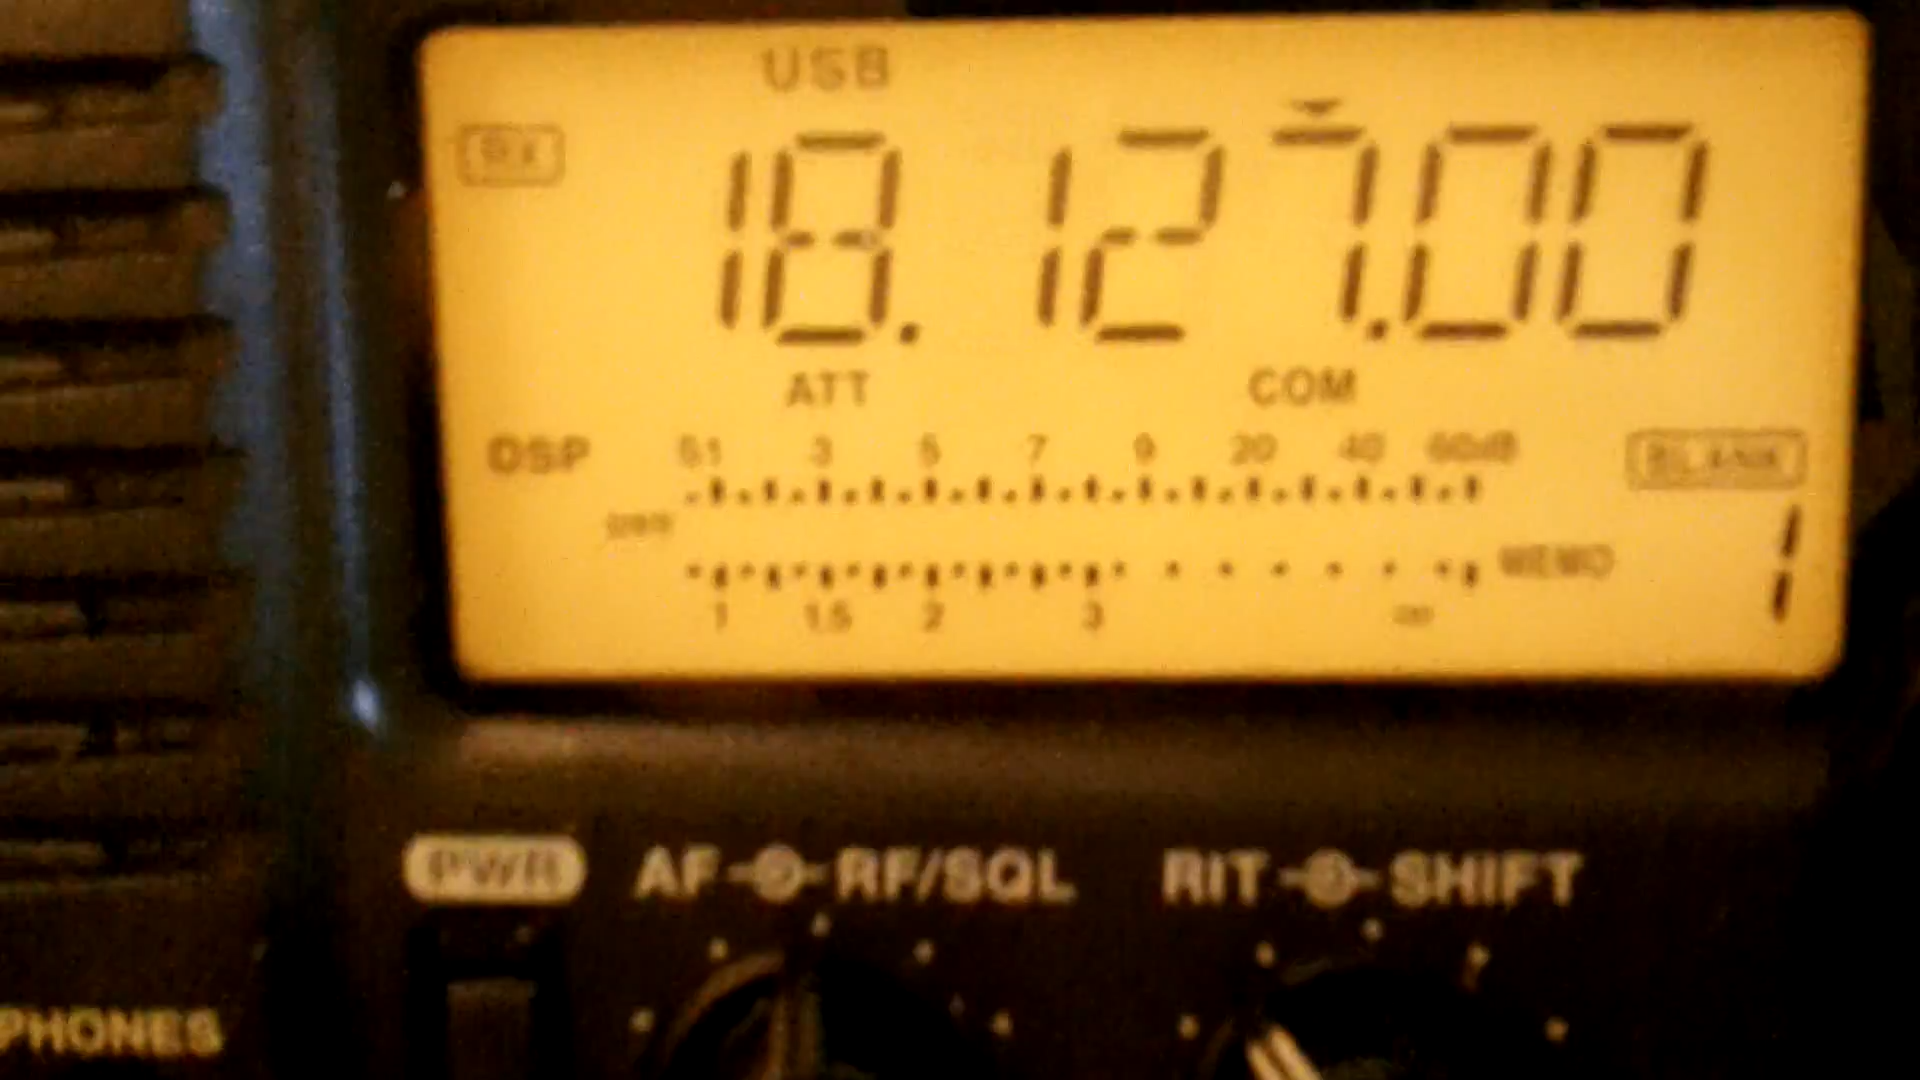 USB
RX 18.127.00
ATT COM
DSP S1 3 5 7 9 20 40 60dB BLANK
SWR
MEMO 1
1 1.5 2 3 ∞
PWR AF RF/SQL RIT SHIFT
PHONES